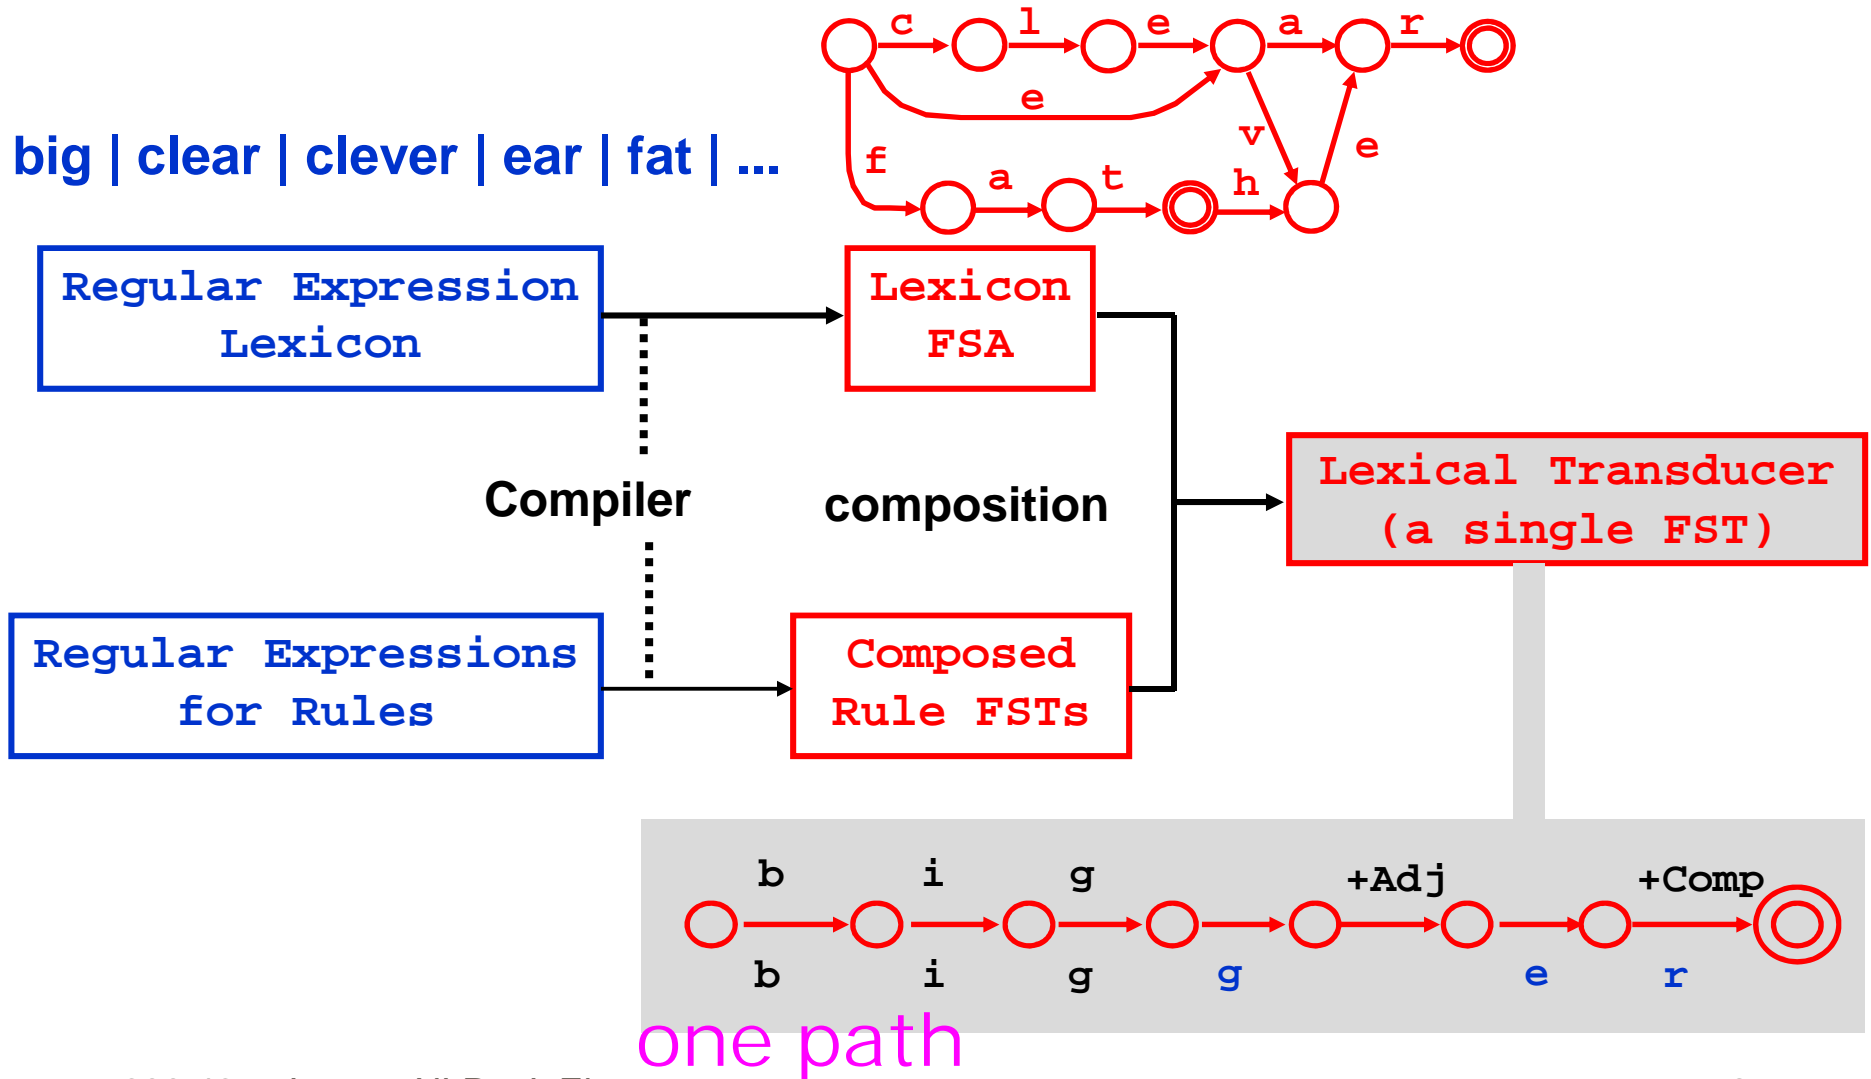 c l e a r
e
v
e
big | clear | clever | ear | fat | ...
f
a t h
Regular Expression
Lexicon
Lexicon
FSA
Compiler
composition
Lexical Transducer
(a single FST)
Regular Expressions
for Rules
Composed
Rule FSTs
b i g +Adj +Comp
b i g g e r
one path